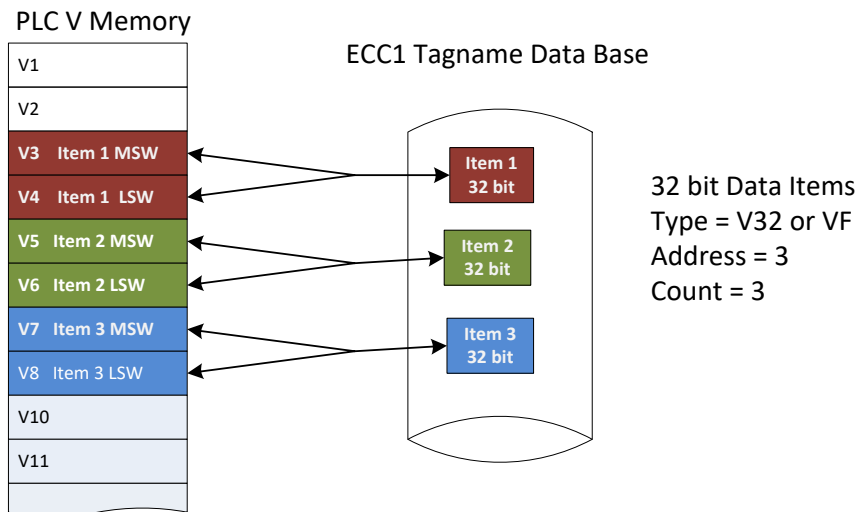 PLC V Memory
V1
V2
V3 Item 1 MSW
V4 Item 1 LSW
V5 Item 2 MSW
V6 Item 2 LSW
V7 Item 3 MSW
V8 Item 3 LSW
V10
V11
ECC1 Tagname Data Base
Item 1
32 bit
Item 2
32 bit
Item 3
32 bit
32 bit Data Items
Type = V32 or VF
Address = 3
Count = 3